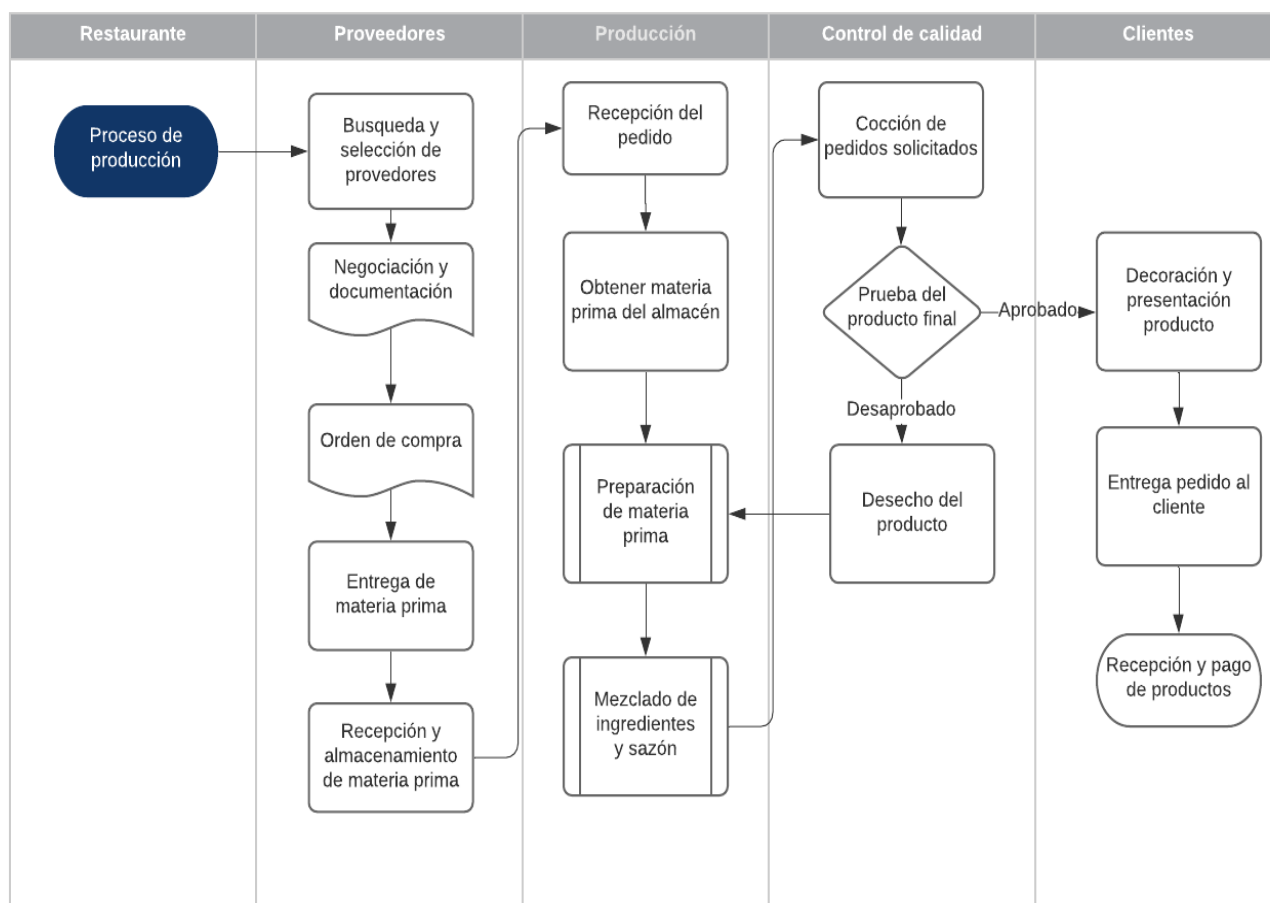 Restaurante
Proveedores
Producción
Control de calidad
Clientes
Proceso de
producción
Busqueda y
selección de
provedores
Negociación y
documentación
Orden de compra
Entrega de
materia prima
Recepción y
almacenamiento
de materia prima
Recepción del
pedido
Obtener materia
prima del almacén
Preparación
de materia
prima
Mezclado de
ingredientes
y sazón
Cocción de
pedidos solicitados
Prueba del
producto final
Aprobado
Desaprobado
Desecho del
producto
Decoración y
presentación
producto
Entrega pedido al
cliente
Recepción y pago
de productos